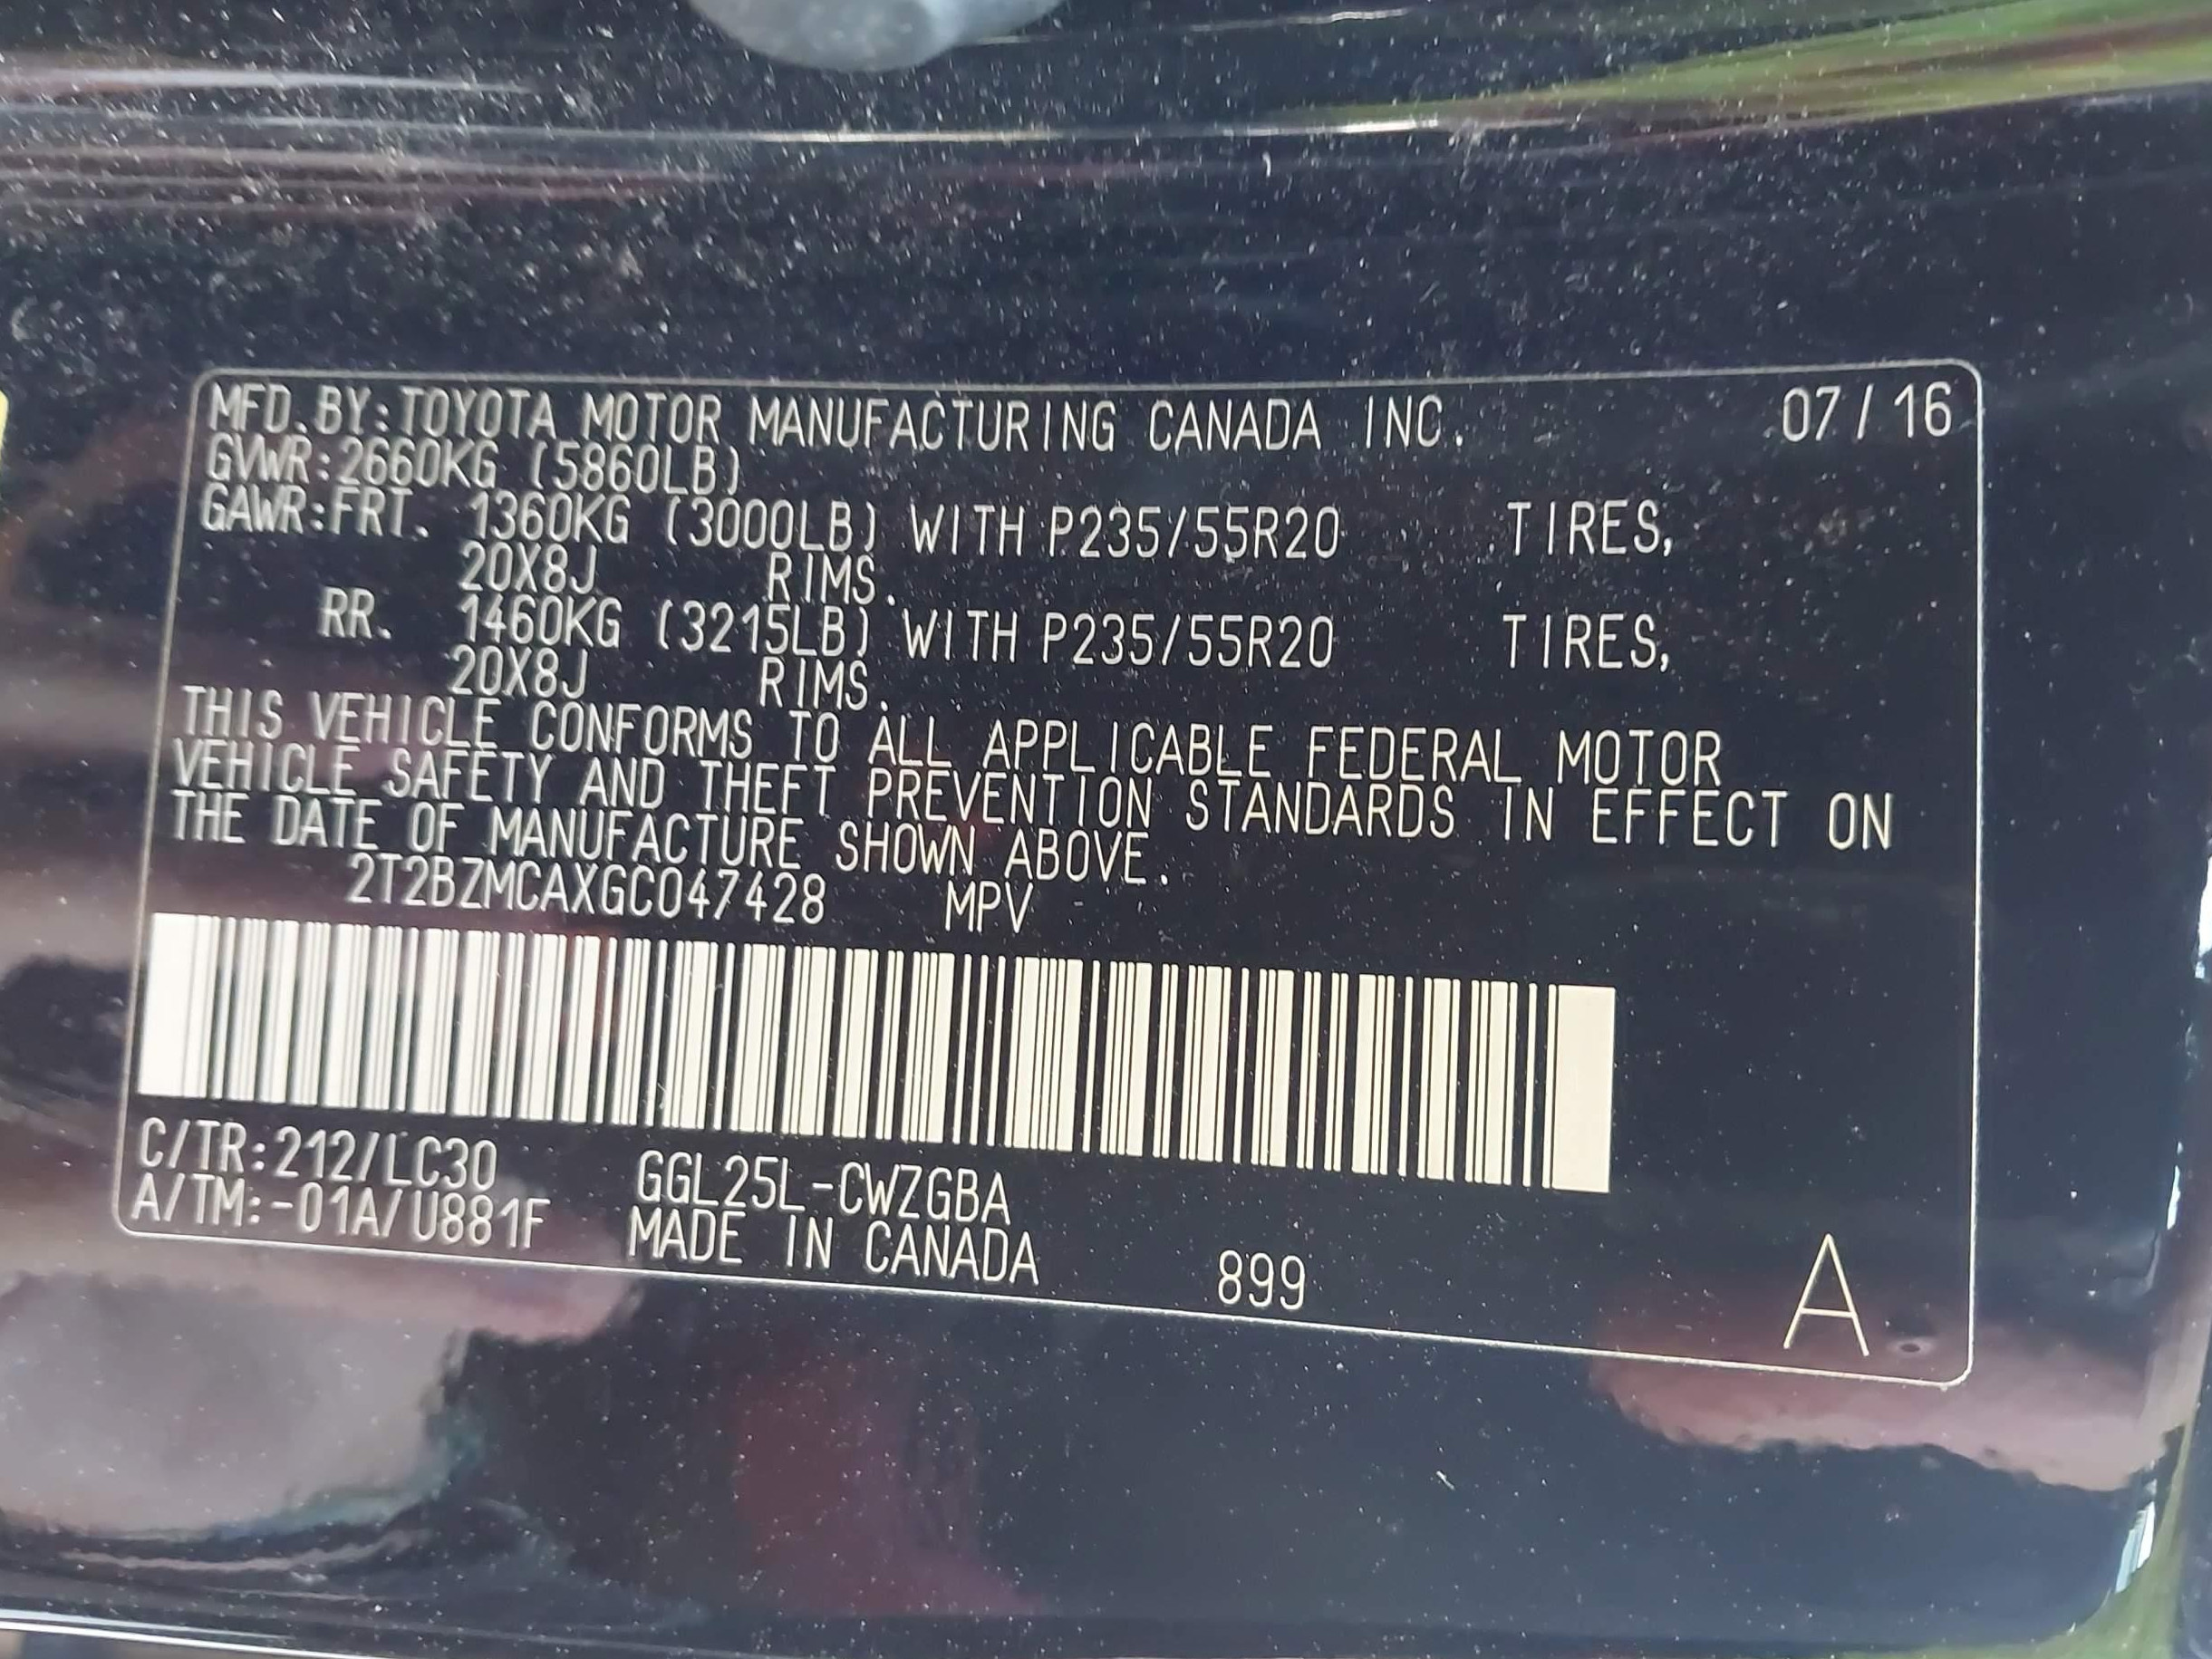 MFD.BY:TOYOTA MOTOR MANUFACTURING CANADA INC. 07/16
GVWR:2660KG (5860LB)
GAWR:FRT. 1360KG (3000LB) WITH P235/55R20 TIRES,
20X8J RIMS.
RR. 1460KG (3215LB) WITH P235/55R20 TIRES,
20X8J RIMS.
THIS VEHICLE CONFORMS TO ALL APPLICABLE FEDERAL MOTOR
VEHICLE SAFETY AND THEFT PREVENTION STANDARDS IN EFFECT ON
THE DATE OF MANUFACTURE SHOWN ABOVE.
2T2BZMCAXGC047428 MPV
C/TR:212/LC30 GGL25L-CWZGBA
A/TM:-01A/U881F MADE IN CANADA 899 A